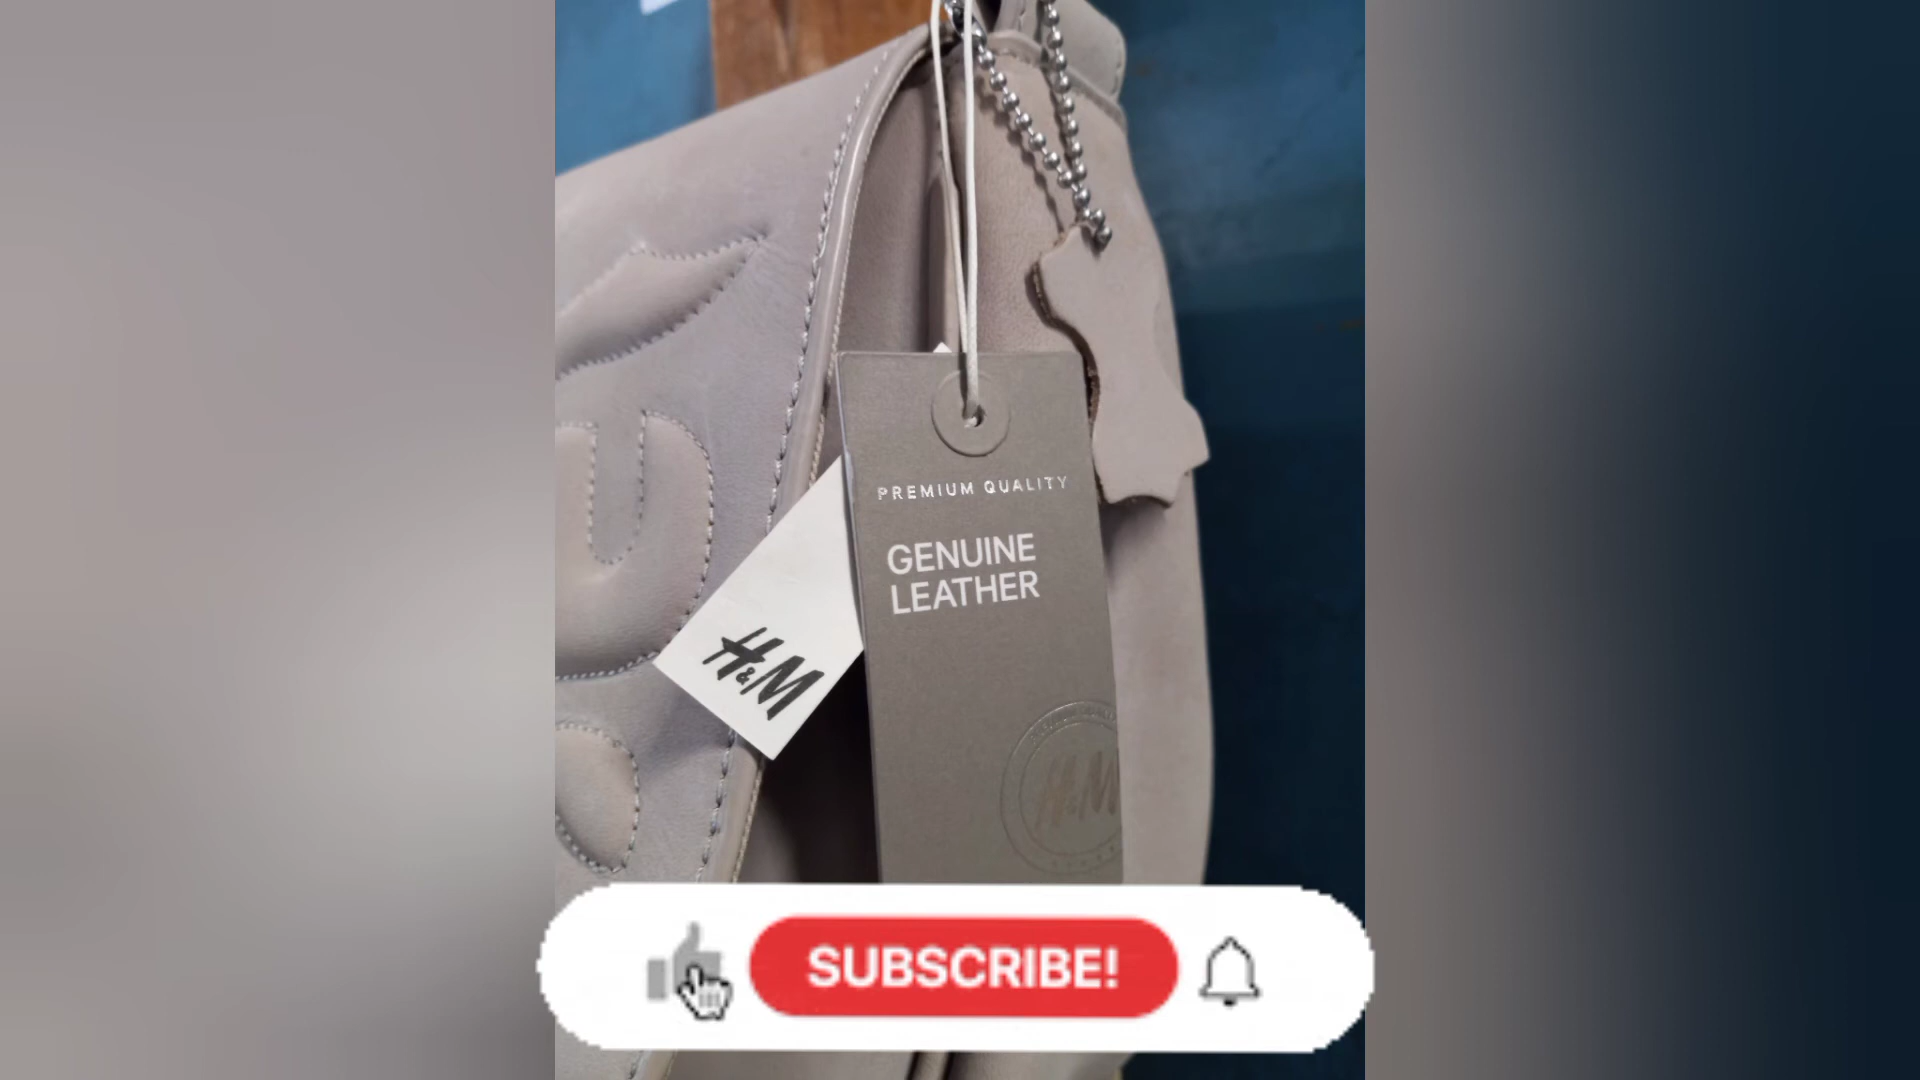 PREMIUM QUALITY
GENUINE
LEATHER
H&M
H&M
SUBSCRIBE!